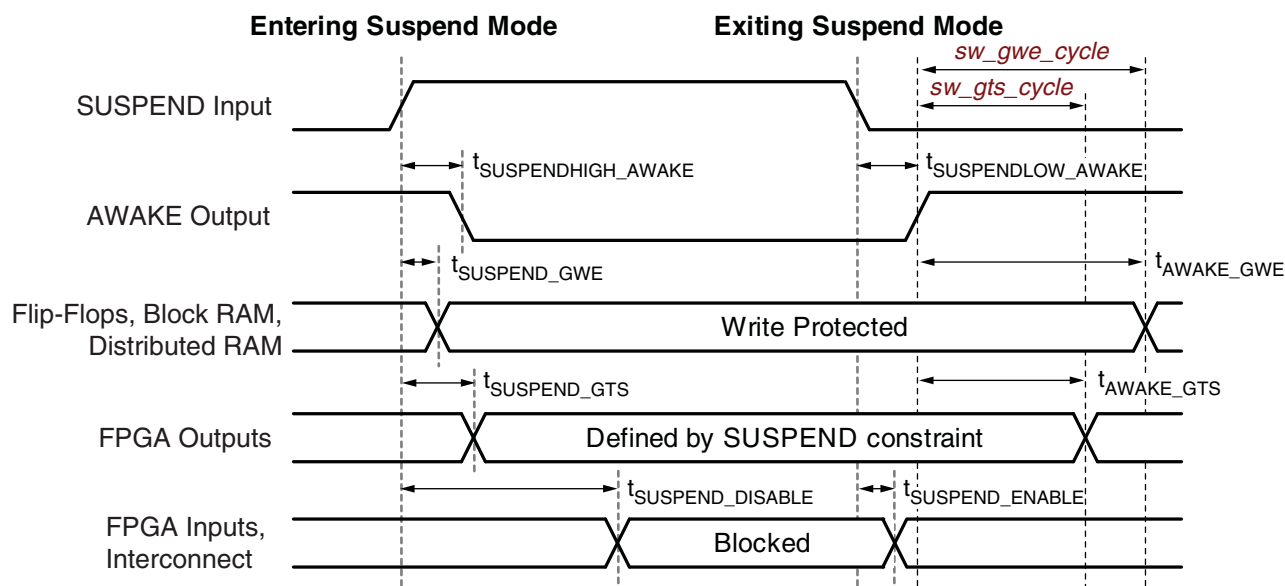 Entering Suspend Mode
Exiting Suspend Mode
sw_gwe_cycle
sw_gts_cycle
SUSPEND Input
tSUSPENDHIGH_AWAKE
tSUSPENDLOW_AWAKE
AWAKE Output
tSUSPEND_GWE
tAWAKE_GWE
Flip-Flops, Block RAM,
Distributed RAM
Write Protected
tSUSPEND_GTS
tAWAKE_GTS
FPGA Outputs
Defined by SUSPEND constraint
tSUSPEND_DISABLE
tSUSPEND_ENABLE
FPGA Inputs,
Interconnect
Blocked